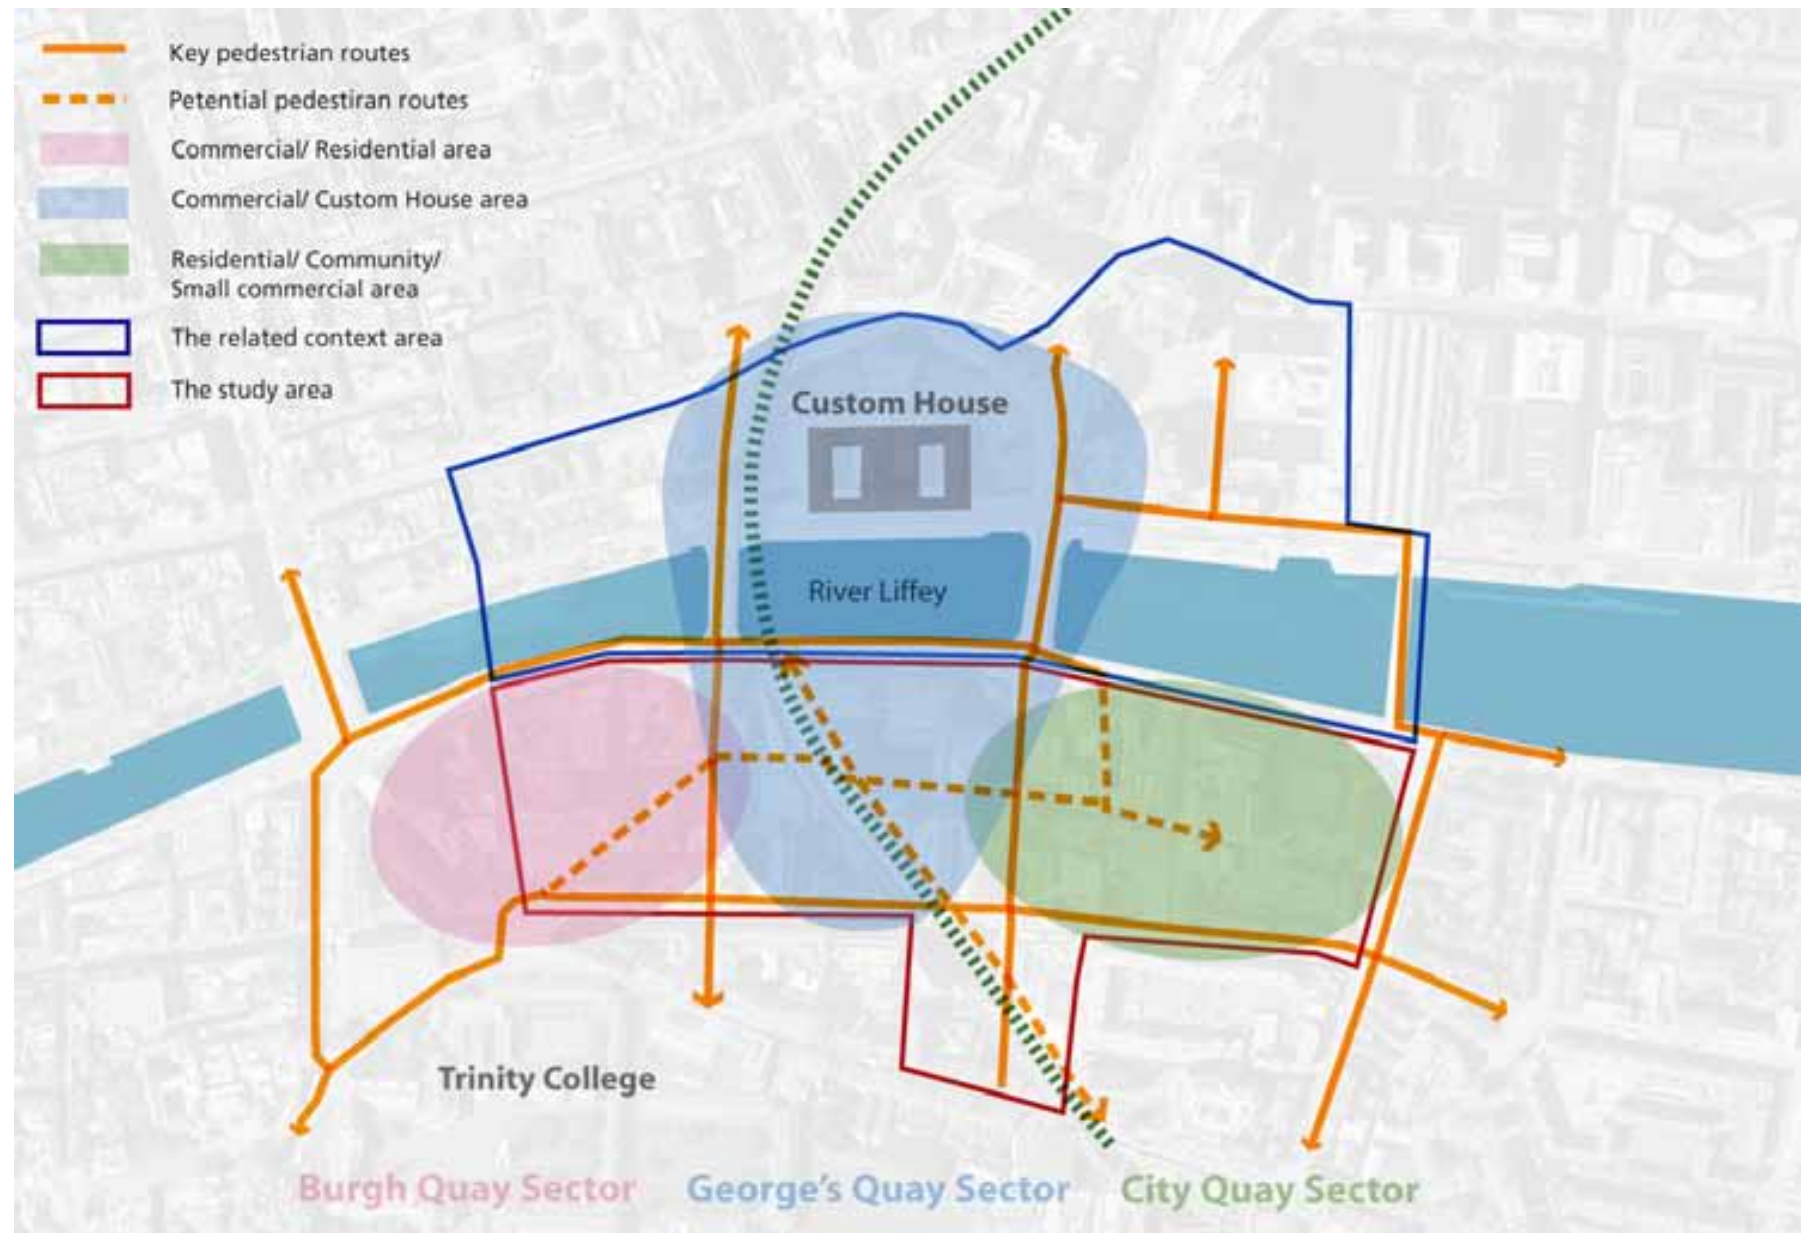 Key pedestrian routes
Petential pedestiran routes
Commercial/ Residential area
Commercial/ Custom House area
Residential/ Community/
Small commercial area
The related context area
The study area
Custom House
River Liffey
Trinity College
Burgh Quay Sector
George's Quay Sector
City Quay Sector